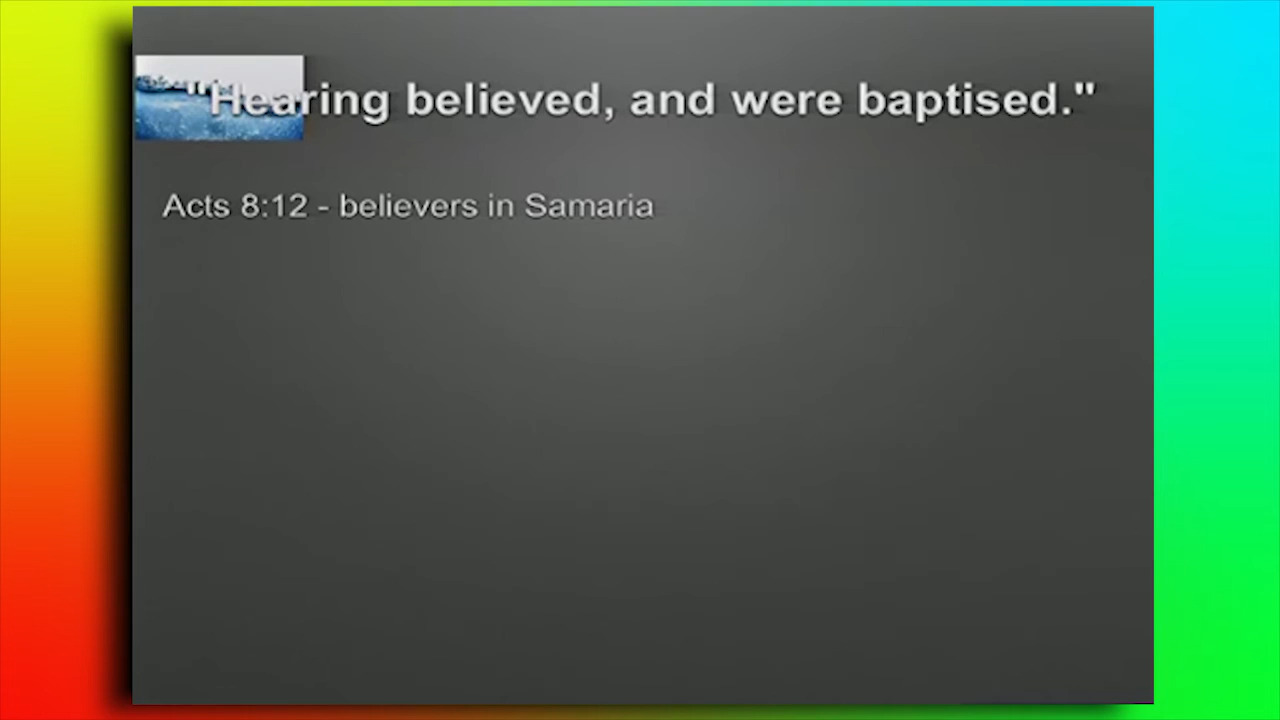 "Hearing believed, and were baptised."
Acts 8:12 - believers in Samaria